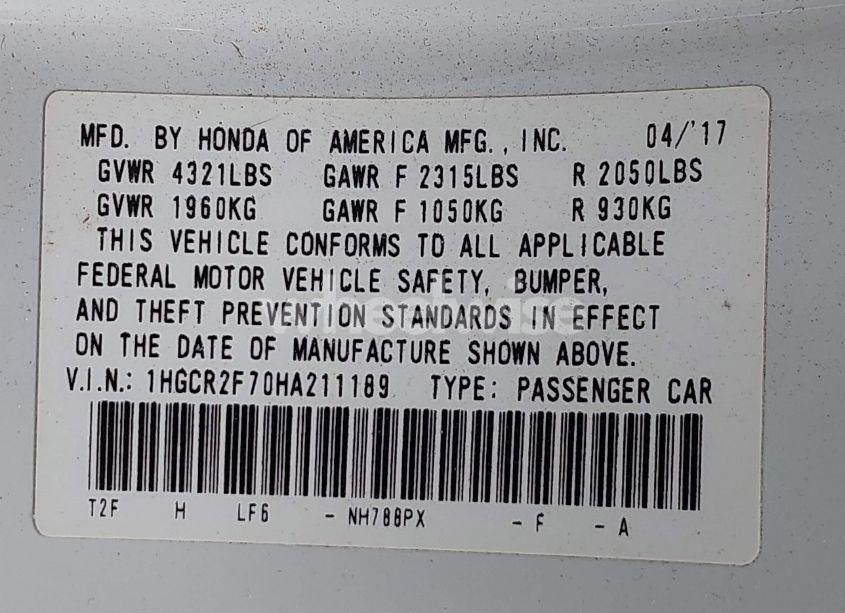 MFD. BY HONDA OF AMERICA MFG., INC. 04/'17
GVWR 4321LBS GAWR F 2315LBS R 2050LBS
GVWR 1960KG GAWR F 1050KG R 930KG
THIS VEHICLE CONFORMS TO ALL APPLICABLE
FEDERAL MOTOR VEHICLE SAFETY, BUMPER,
AND THEFT PREVENTION STANDARDS IN EFFECT
ON THE DATE OF MANUFACTURE SHOWN ABOVE.
V.I.N.: 1HGCR2F70HA211189 TYPE: PASSENGER CAR
T2F H LF6 - NH788PX - F - A